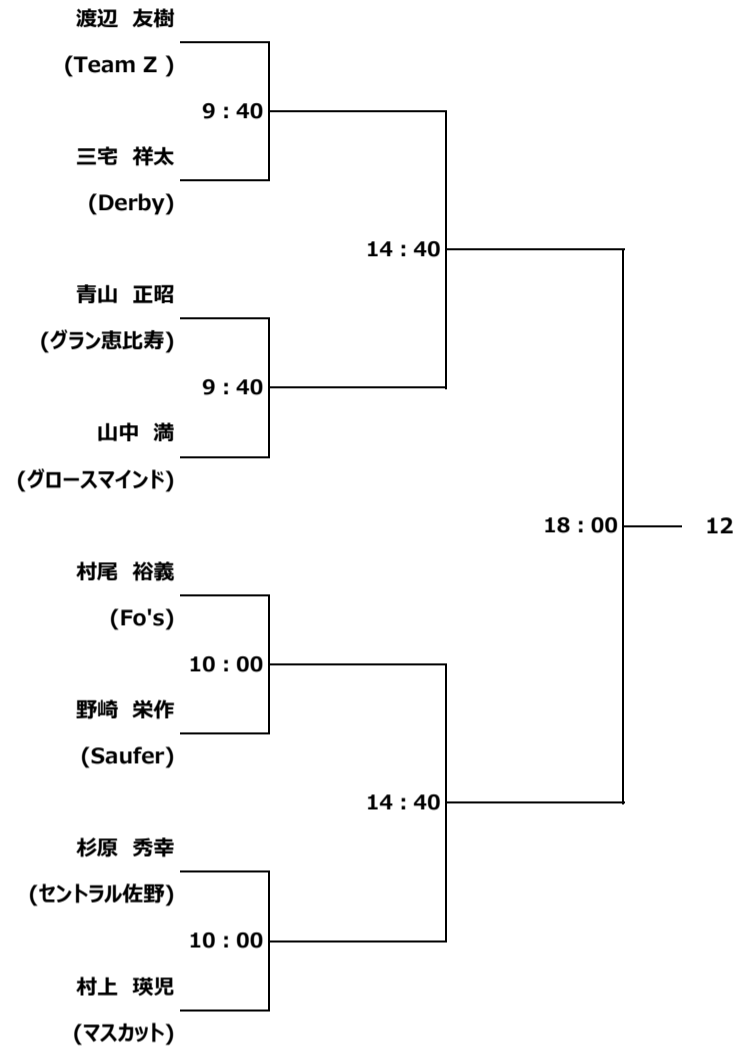 渡辺 友樹
(Team Z )
9：40
三宅 祥太
(Derby)
14：40
青山 正昭
(グラン恵比寿)
9：40
山中 満
(グロースマインド)
18：00
12
村尾 裕義
(Fo's)
10：00
野崎 栄作
(Saufer)
14：40
杉原 秀幸
(セントラル佐野)
10：00
村上 瑛児
(マスカット)